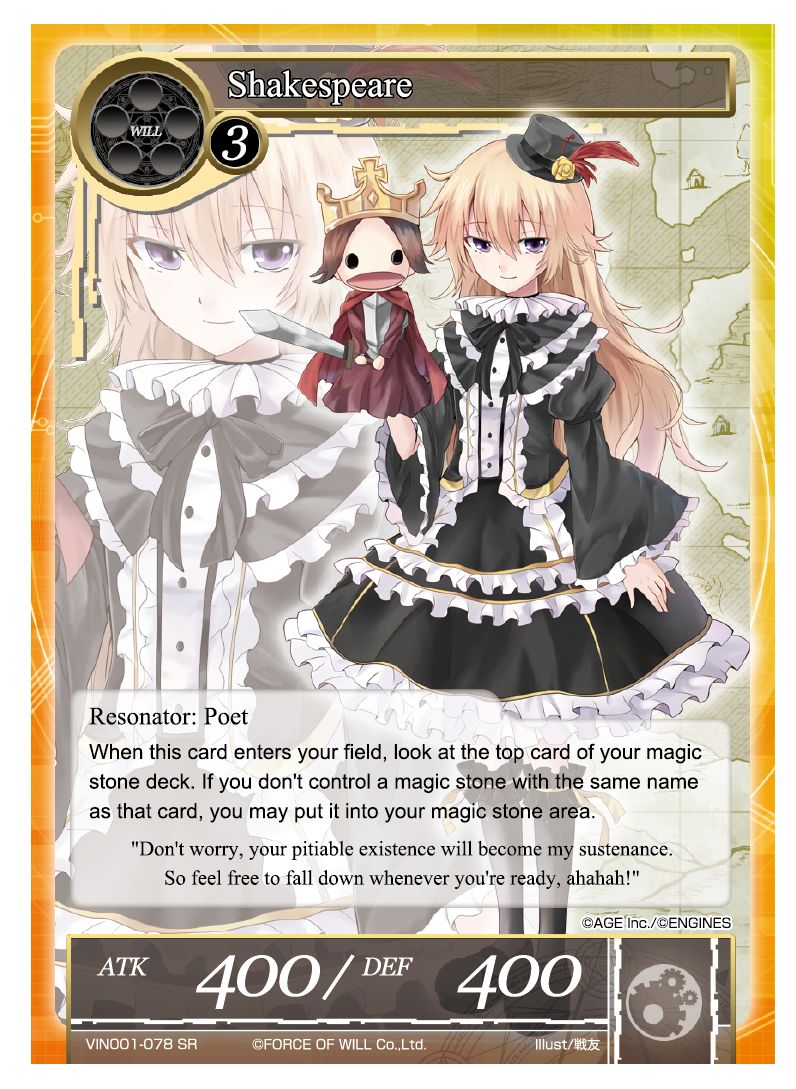 Shakespeare
WILL
3
Resonator: Poet
When this card enters your field, look at the top card of your magic
stone deck. If you don't control a magic stone with the same name
as that card, you may put it into your magic stone area.
"Don't worry, your pitiable existence will become my sustenance.
So feel free to fall down whenever you're ready, ahahah!"
©AGE Inc./©ENGINES
ATK 400 / DEF 400
VIN001-078 SR ©FORCE OF WILL Co.,Ltd. Illust/戦友